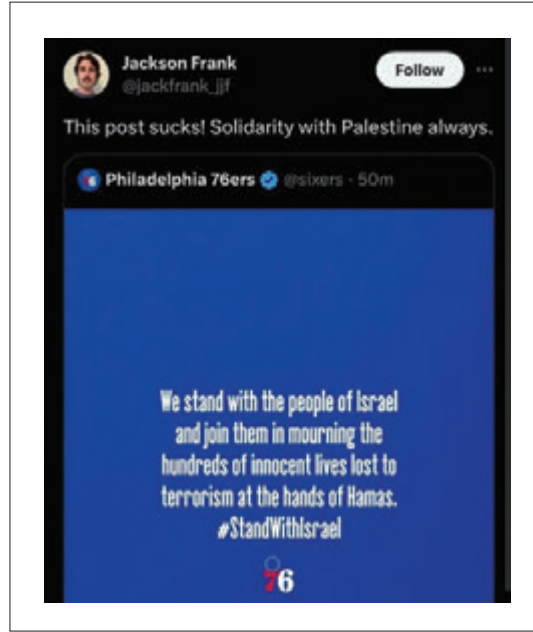 Jackson Frank
Follow
@jackfrank_jjf
This post sucks! Solidarity with Palestine always.
Philadelphia 76ers @sixers · 50m
We stand with the people of Israel
and join them in mourning the
hundreds of innocent lives lost to
terrorism at the hands of Hamas.
#StandWithIsrael
76